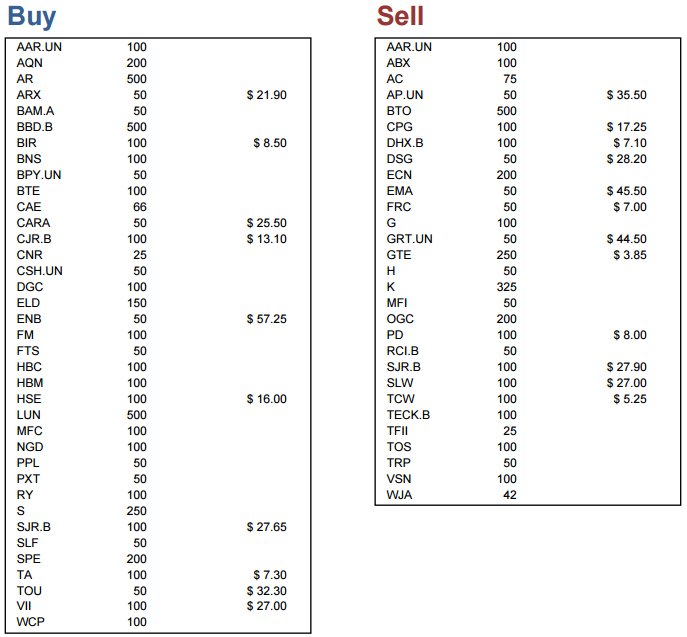 Buy
AAR.UN 100
AQN 200
AR 500
ARX 50 $ 21.90
BAM.A 50
BBD.B 500
BIR 100 $ 8.50
BNS 100
BPY.UN 50
BTE 100
CAE 66
CARA 50 $ 25.50
CJR.B 100 $ 13.10
CNR 25
CSH.UN 50
DGC 100
ELD 150
ENB 50 $ 57.25
FM 100
FTS 50
HBC 100
HBM 100
HSE 100 $ 16.00
LUN 500
MFC 100
NGD 100
PPL 50
PXT 50
RY 100
S 250
SJR.B 100 $ 27.65
SLF 50
SPE 200
TA 100 $ 7.30
TOU 50 $ 32.30
VII 100 $ 27.00
WCP 100
Sell
AAR.UN 100
ABX 100
AC 75
AP.UN 50 $ 35.50
BTO 500
CPG 100 $ 17.25
DHX.B 100 $ 7.10
DSG 50 $ 28.20
ECN 200
EMA 50 $ 45.50
FRC 50 $ 7.00
G 100
GRT.UN 50 $ 44.50
GTE 250 $ 3.85
H 50
K 325
MFI 50
OGC 200
PD 100 $ 8.00
RCI.B 50
SJR.B 100 $ 27.90
SLW 100 $ 27.00
TCW 100 $ 5.25
TECK.B 100
TFII 25
TOS 100
TRP 50
VSN 100
WJA 42